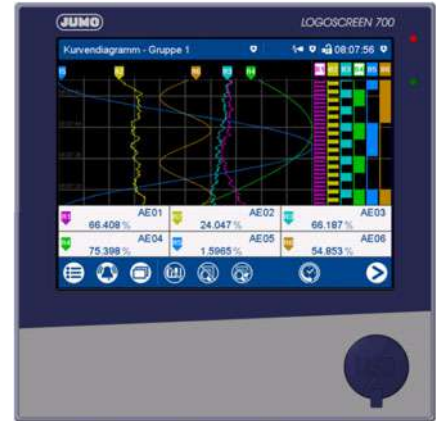 JUMO
LOGOSCREEN 700
Kurvendiagramm - Gruppe 1
08:07:56
AE01
66.408 %
AE02
24.047 %
AE03
66.187 %
AE04
75.398 %
AE05
1.5965 %
AE06
54.853 %